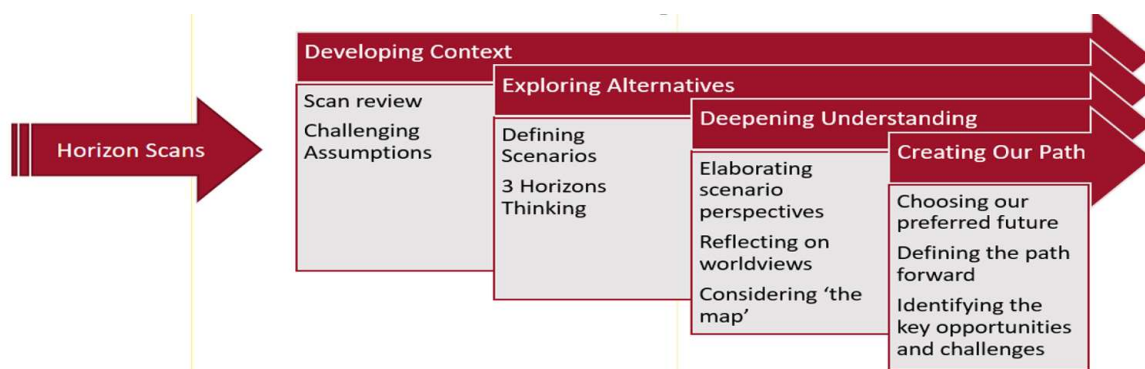 Horizon Scans
Developing Context
Scan review
Challenging
Assumptions
Exploring Alternatives
Defining
Scenarios
3 Horizons
Thinking
Deepening Understanding
Elaborating
scenario
perspectives
Reflecting on
worldviews
Considering ‘the
map’
Creating Our Path
Choosing our
preferred future
Defining the path
forward
Identifying the
key opportunities
and challenges